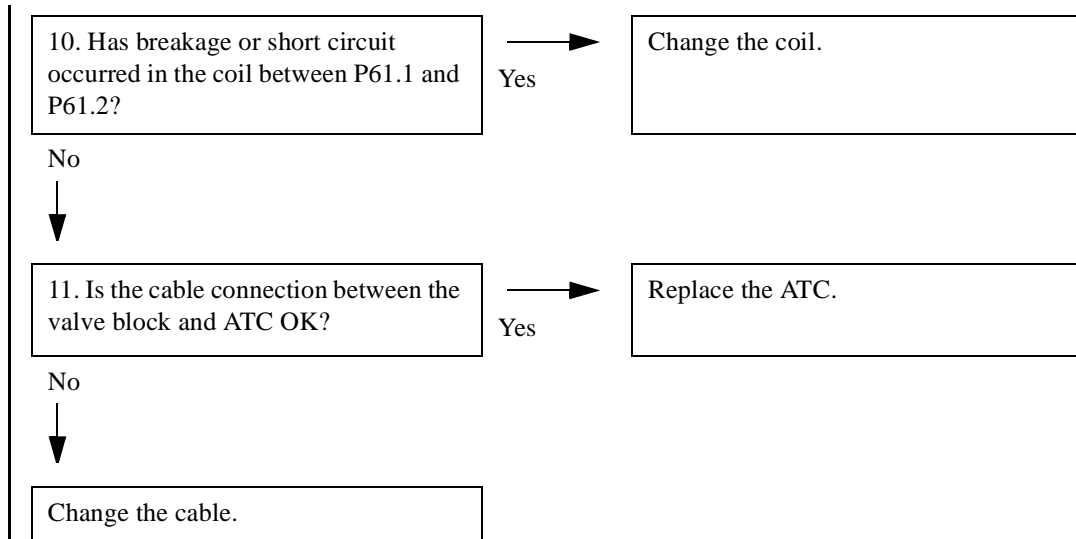 10. Has breakage or short circuit
occurred in the coil between P61.1 and
P61.2?
Yes
Change the coil.
No
11. Is the cable connection between the
valve block and ATC OK?
Yes
Replace the ATC.
No
Change the cable.